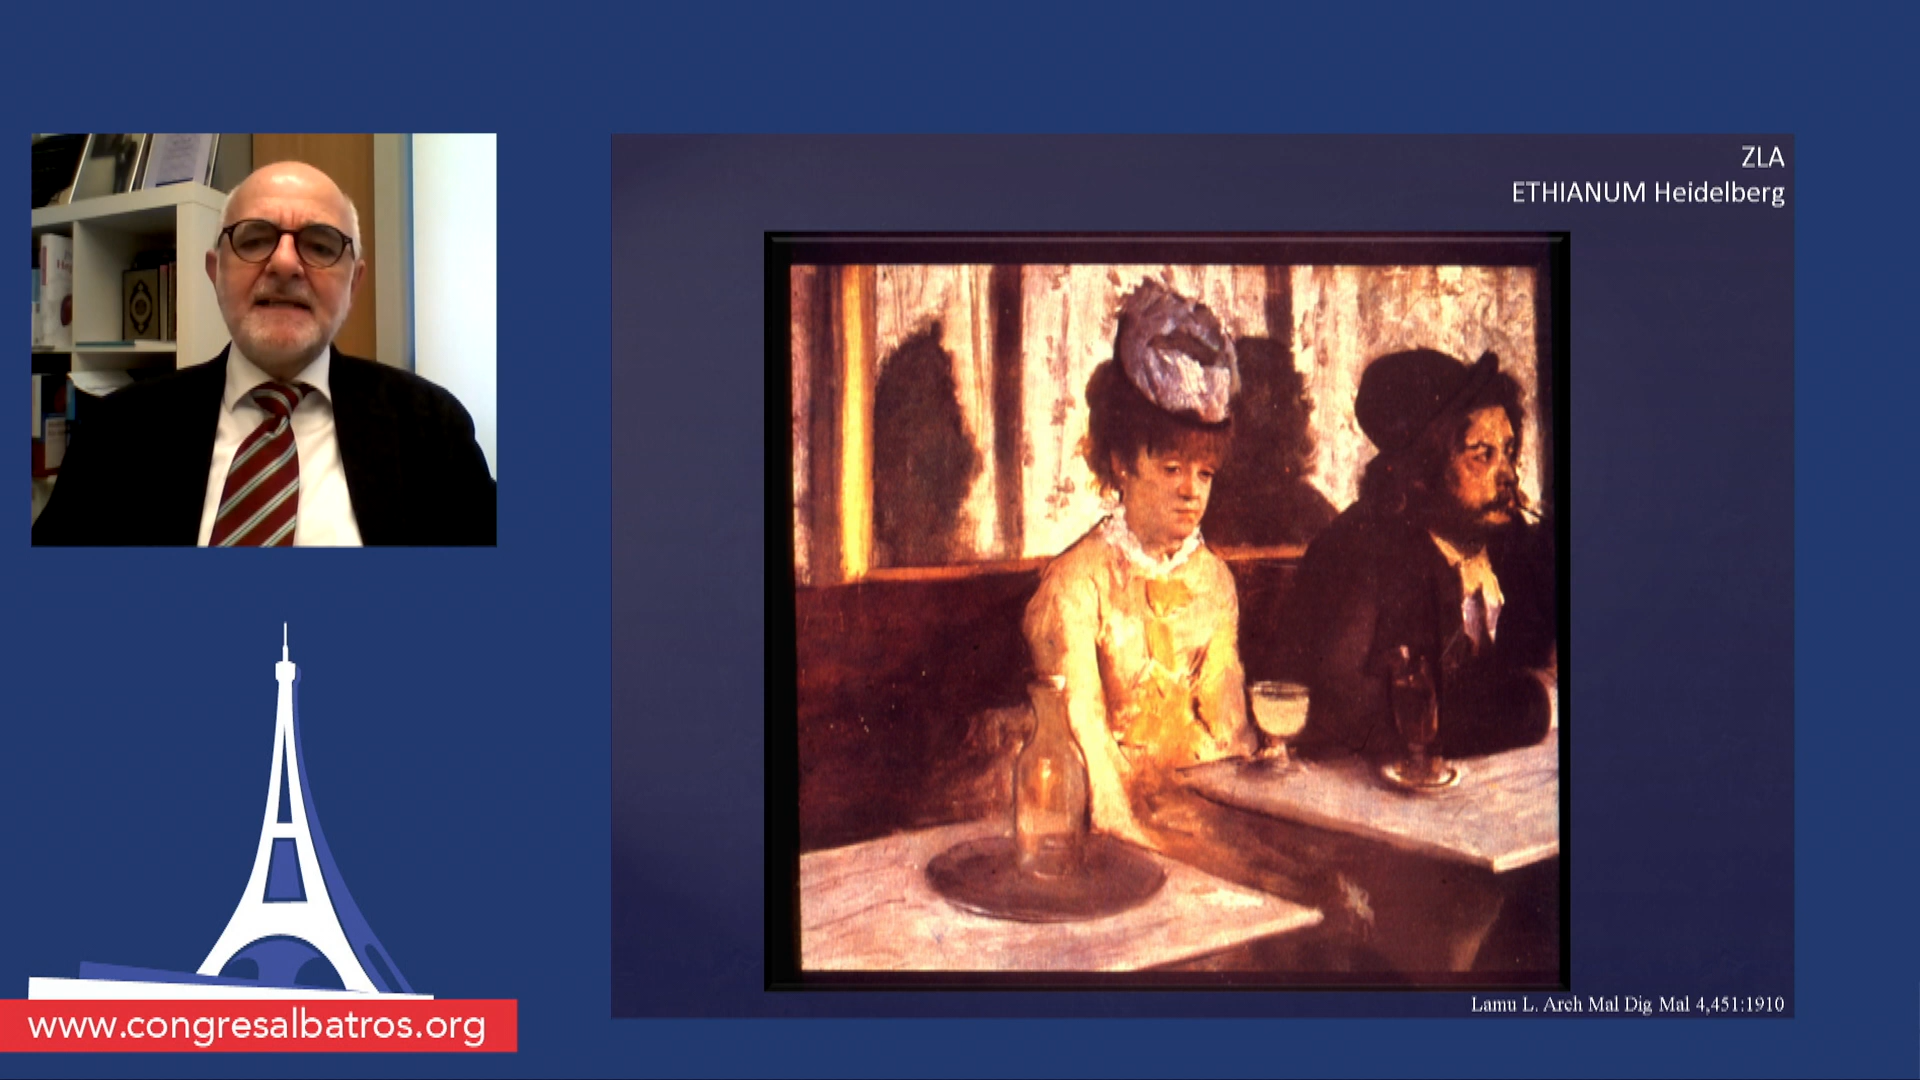 ZLA
ETHIANUM Heidelberg
Lamu L. Arch Mal Dig Mal 4,451:1910
www.congresalbatros.org